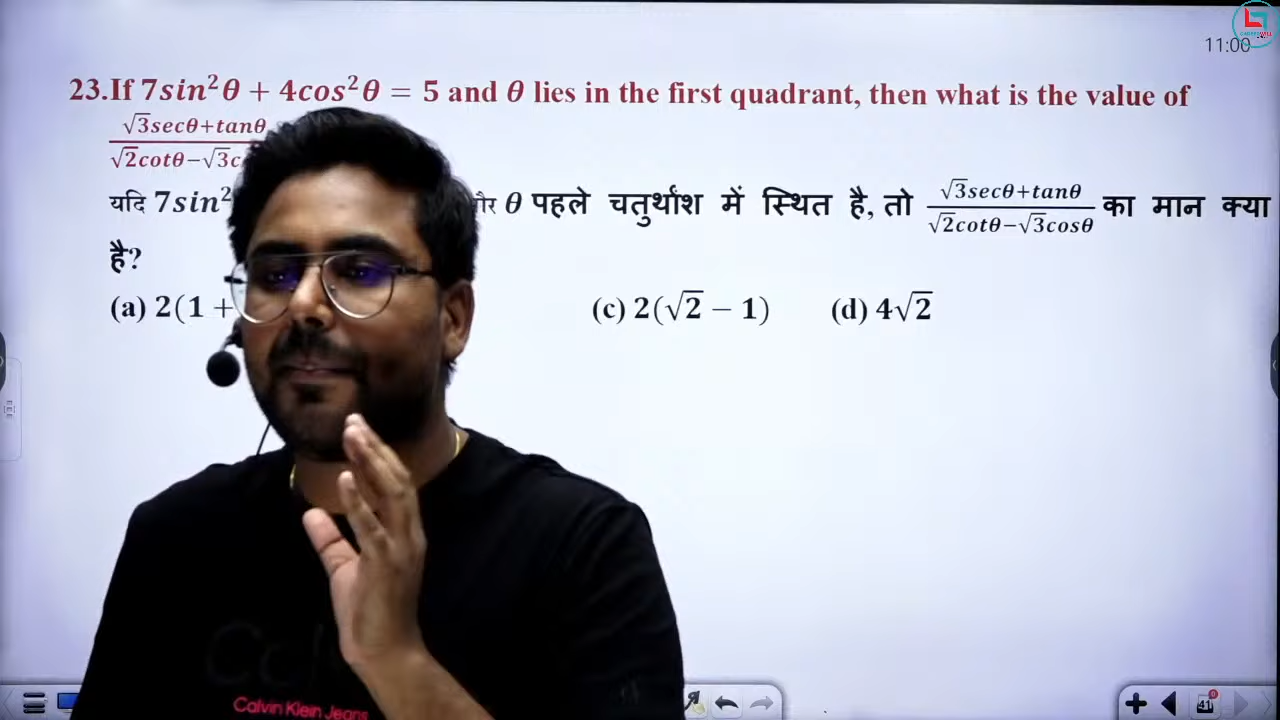 11:00
23.If 7sin²θ + 4cos²θ = 5 and θ lies in the first quadrant, then what is the value of
√3secθ+tanθ
√2cotθ−√3c
यदि 7sin² और θ पहले चतुर्थांश में स्थित है, तो √3secθ+tanθ/√2cotθ−√3cosθ का मान क्या
है?
(a) 2(1 + (c) 2(√2 − 1) (d) 4√2
Calvin Klein Jeans
41